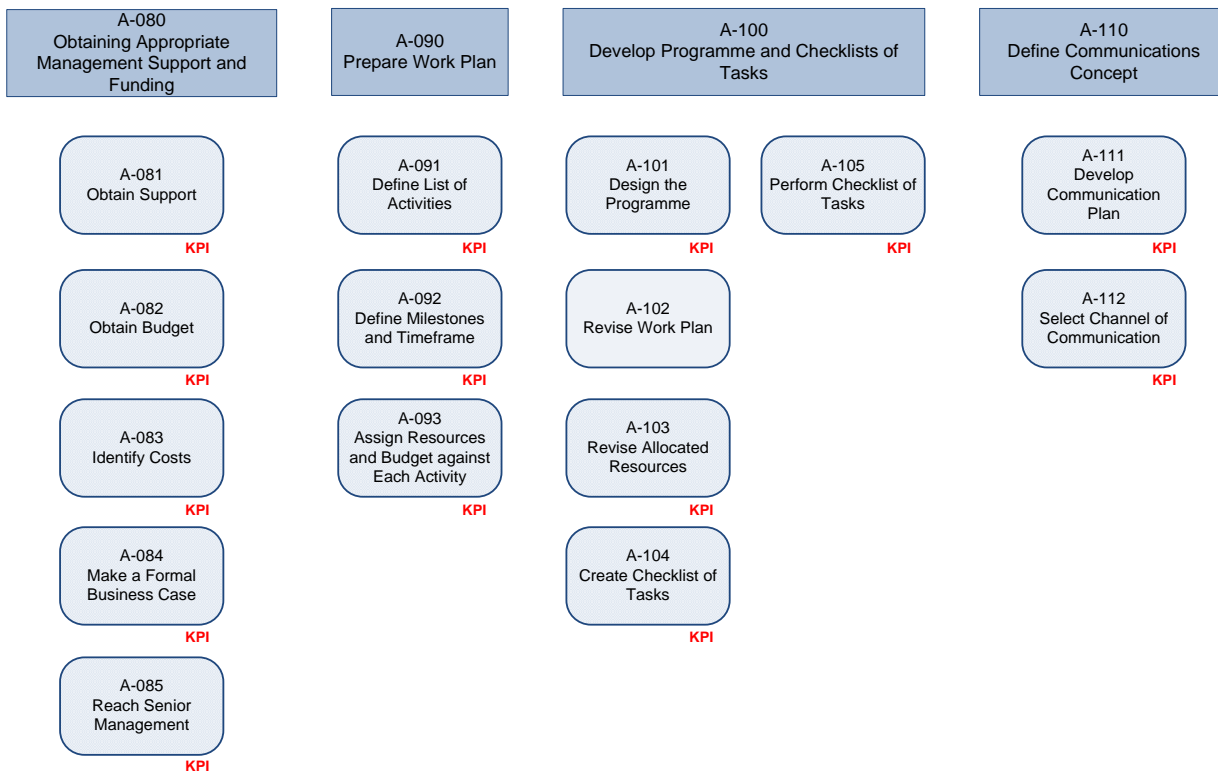 A-080
Obtaining Appropriate
Management Support and
Funding
A-090
Prepare Work Plan
A-100
Develop Programme and Checklists of
Tasks
A-110
Define Communications
Concept
A-081
Obtain Support
KPI
A-082
Obtain Budget
KPI
A-083
Identify Costs
KPI
A-084
Make a Formal
Business Case
KPI
A-085
Reach Senior
Management
KPI
A-091
Define List of
Activities
KPI
A-092
Define Milestones
and Timeframe
KPI
A-093
Assign Resources
and Budget against
Each Activity
KPI
A-101
Design the
Programme
KPI
A-102
Revise Work Plan
A-103
Revise Allocated
Resources
KPI
A-104
Create Checklist of
Tasks
KPI
A-105
Perform Checklist of
Tasks
KPI
A-111
Develop
Communication
Plan
KPI
A-112
Select Channel of
Communication
KPI